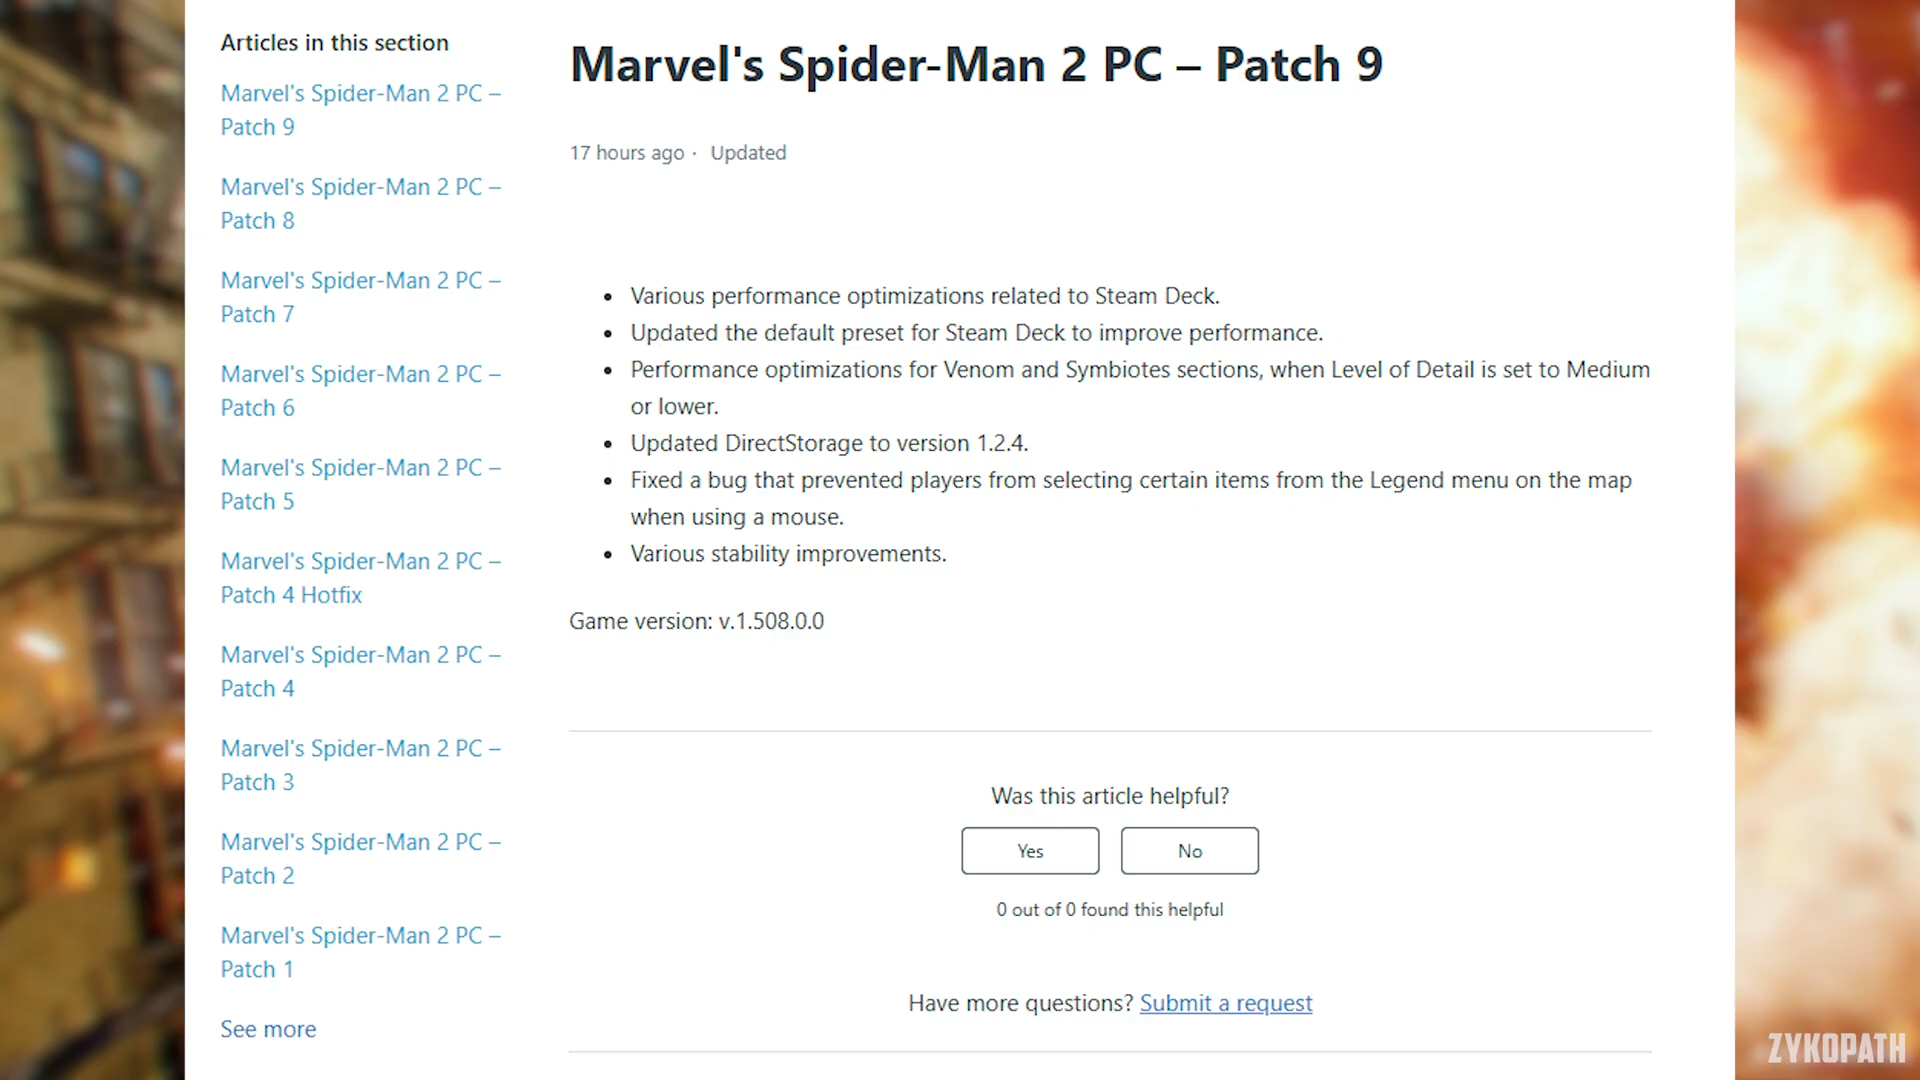 Articles in this section
Marvel's Spider-Man 2 PC –
Patch 9
Marvel's Spider-Man 2 PC –
Patch 8
Marvel's Spider-Man 2 PC –
Patch 7
Marvel's Spider-Man 2 PC –
Patch 6
Marvel's Spider-Man 2 PC –
Patch 5
Marvel's Spider-Man 2 PC –
Patch 4 Hotfix
Marvel's Spider-Man 2 PC –
Patch 4
Marvel's Spider-Man 2 PC –
Patch 3
Marvel's Spider-Man 2 PC –
Patch 2
Marvel's Spider-Man 2 PC –
Patch 1
See more
Marvel's Spider-Man 2 PC – Patch 9
17 hours ago · Updated
• Various performance optimizations related to Steam Deck.
• Updated the default preset for Steam Deck to improve performance.
• Performance optimizations for Venom and Symbiotes sections, when Level of Detail is set to Medium
or lower.
• Updated DirectStorage to version 1.2.4.
• Fixed a bug that prevented players from selecting certain items from the Legend menu on the map
when using a mouse.
• Various stability improvements.
Game version: v.1.508.0.0
Was this article helpful?
Yes
No
0 out of 0 found this helpful
Have more questions? Submit a request
ZYKOPATH